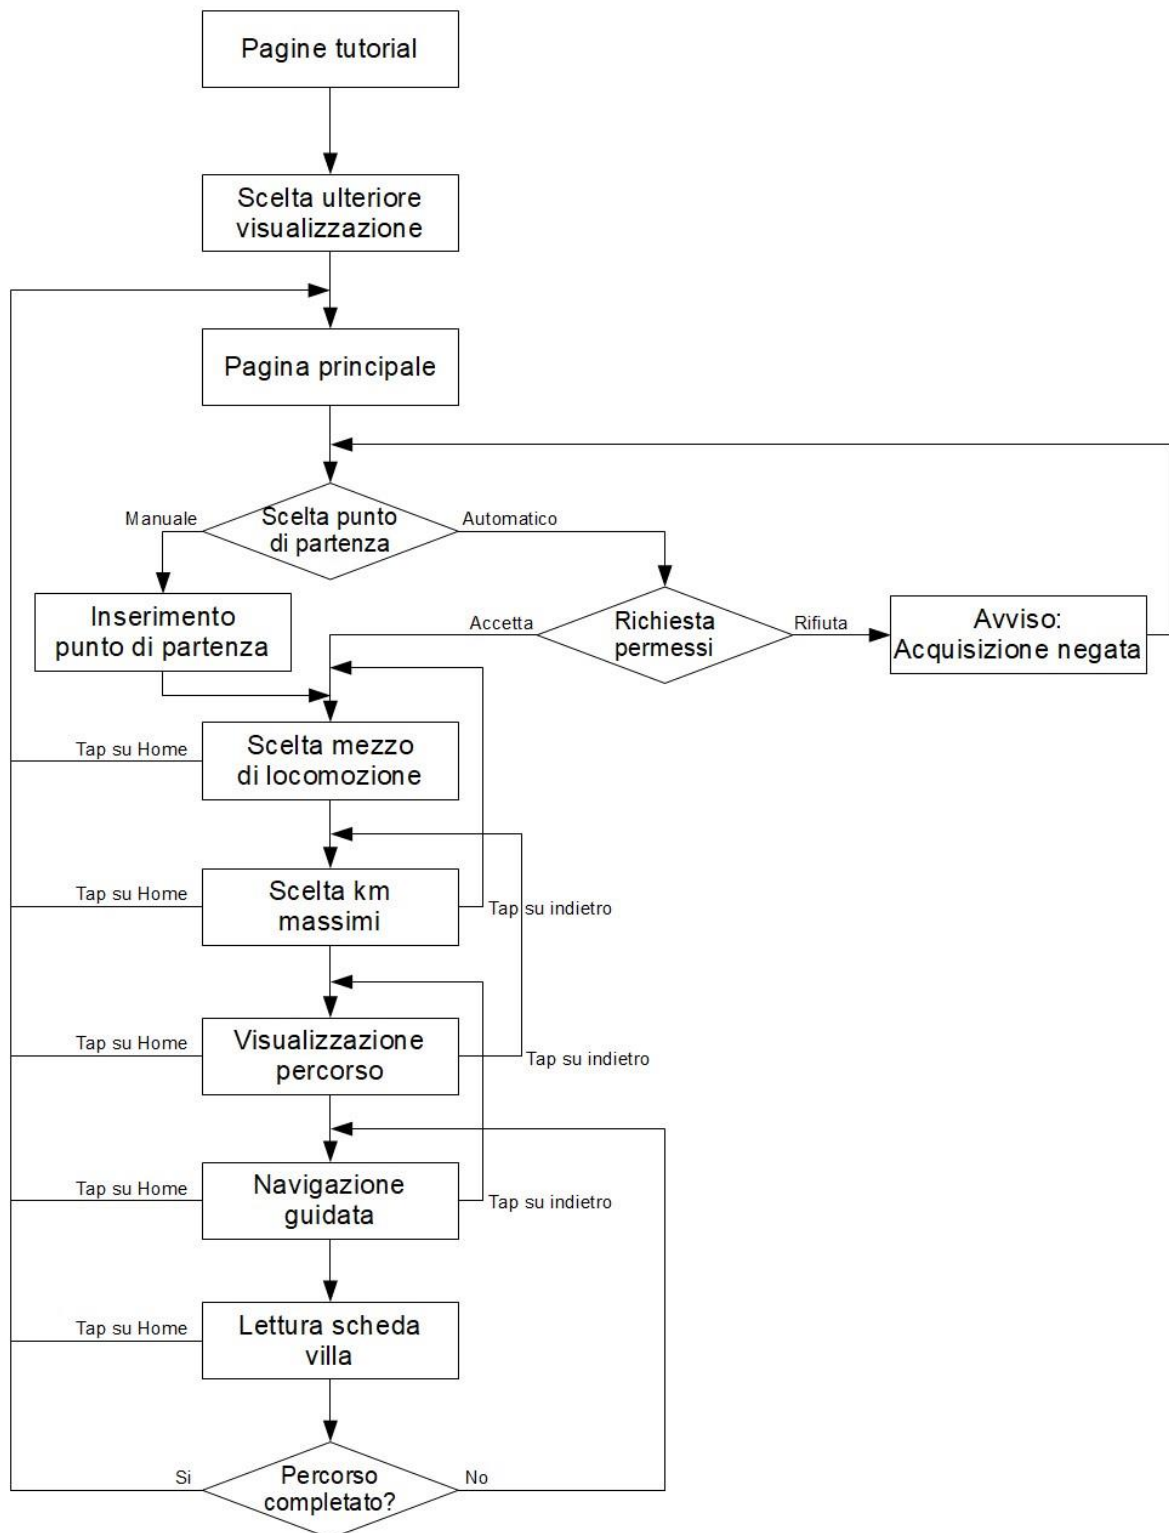 Pagine tutorial
Scelta ulteriore
visualizzazione
Pagina principale
Manuale
Scelta punto
di partenza
Automatico
Inserimento
punto di partenza
Accetta
Richiesta
permessi
Rifiuta
Avviso:
Acquisizione negata
Tap su Home
Scelta mezzo
di locomozione
Tap su Home
Scelta km
massimi
Tap su indietro
Tap su Home
Visualizzazione
percorso
Tap su indietro
Tap su Home
Navigazione
guidata
Tap su indietro
Tap su Home
Lettura scheda
villa
Si
Percorso
completato?
No